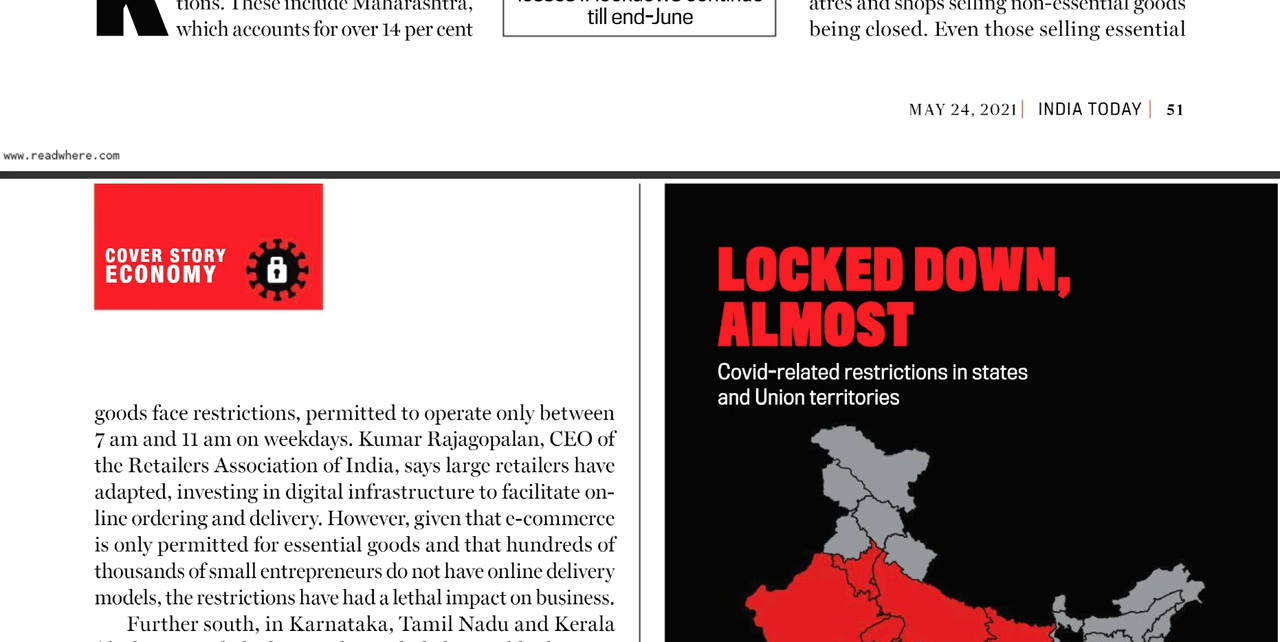 tions. These include Maharashtra,
which accounts for over 14 per cent
till end-June
atres and shops selling non-essential goods
being closed. Even those selling essential
MAY 24, 2021 | INDIA TODAY | 51
www.readwhere.com
COVER STORY
ECONOMY
goods face restrictions, permitted to operate only between
7 am and 11 am on weekdays. Kumar Rajagopalan, CEO of
the Retailers Association of India, says large retailers have
adapted, investing in digital infrastructure to facilitate on-
line ordering and delivery. However, given that e-commerce
is only permitted for essential goods and that hundreds of
thousands of small entrepreneurs do not have online delivery
models, the restrictions have had a lethal impact on business.
Further south, in Karnataka, Tamil Nadu and Kerala
LOCKED DOWN,
ALMOST
Covid-related restrictions in states
and Union territories